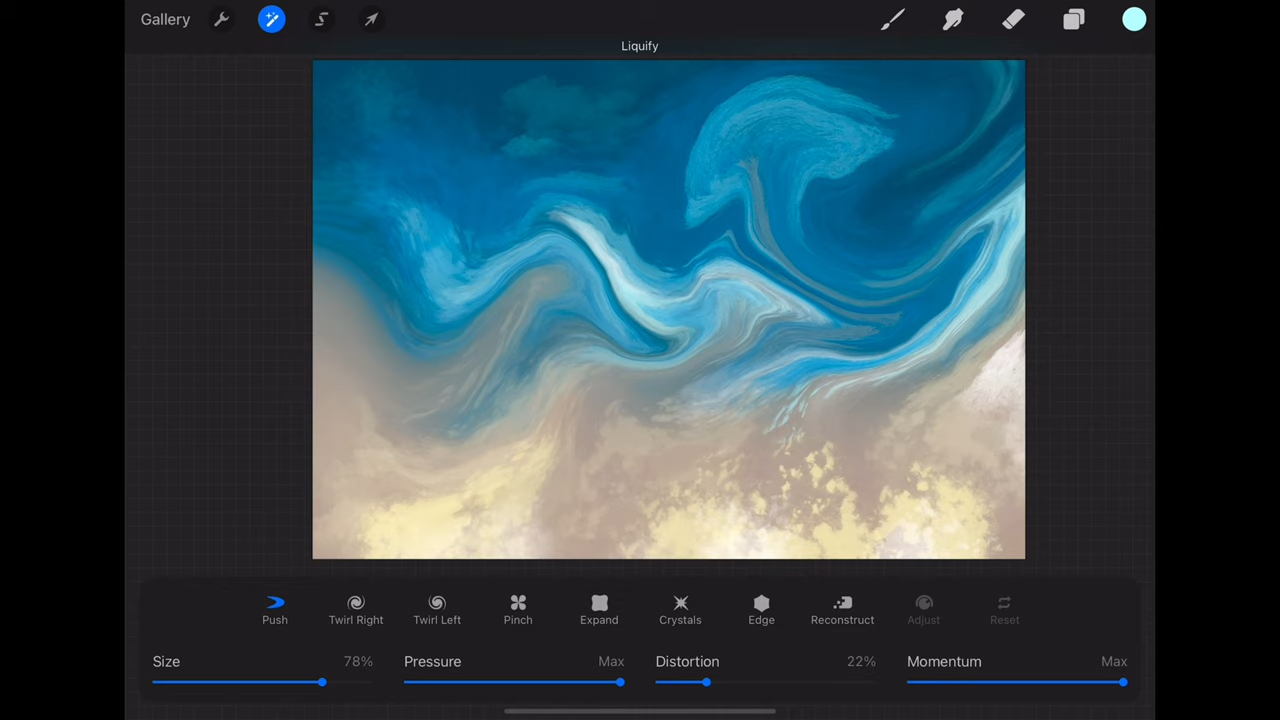 Gallery
Liquify
Push Twirl Right Twirl Left Pinch Expand Crystals Edge Reconstruct Adjust Reset
Size 78% Pressure Max Distortion 22% Momentum Max